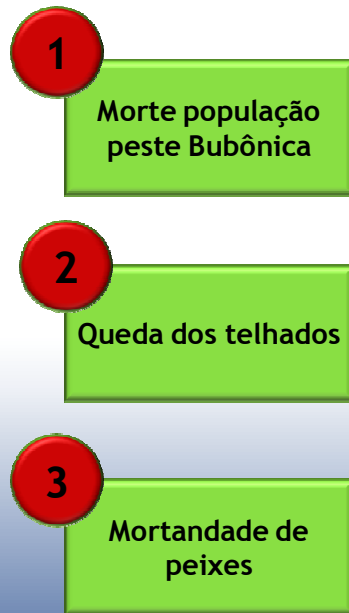 1
Morte população
peste Bubônica
2
Queda dos telhados
3
Mortandade de
peixes